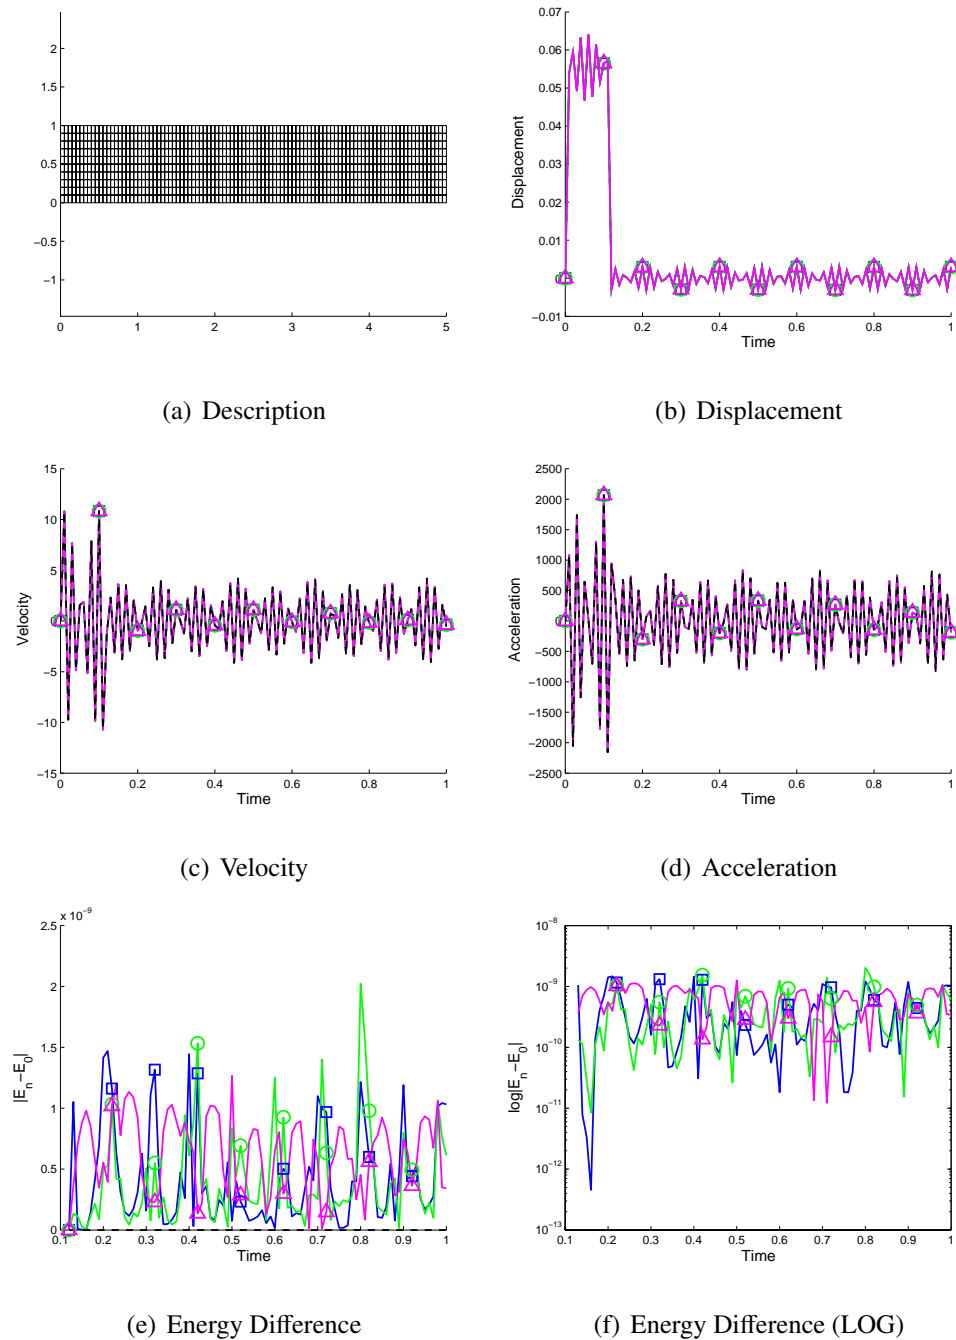 2
1.5
1
0.5
0
−0.5
−1
0 1 2 3 4 5
(a) Description
0.07
0.06
0.05
0.04
0.03
0.02
0.01
0
−0.01
Displacement
0 0.2 0.4 0.6 0.8 1
Time
(b) Displacement
15
10
5
0
−5
−10
−15
Velocity
0 0.2 0.4 0.6 0.8 1
Time
(c) Velocity
2500
2000
1500
1000
500
0
−500
−1000
−1500
−2000
−2500
Acceleration
0 0.2 0.4 0.6 0.8 1
Time
(d) Acceleration
x 10⁻⁹
2.5
2
1.5
1
0.5
0
|E_n−E_0|
0.1 0.2 0.3 0.4 0.5 0.6 0.7 0.8 0.9 1
Time
(e) Energy Difference
10⁻⁸
10⁻⁹
10⁻¹⁰
10⁻¹¹
10⁻¹²
10⁻¹³
log|E_n−E_0|
0.1 0.2 0.3 0.4 0.5 0.6 0.7 0.8 0.9 1
Time
(f) Energy Difference (LOG)